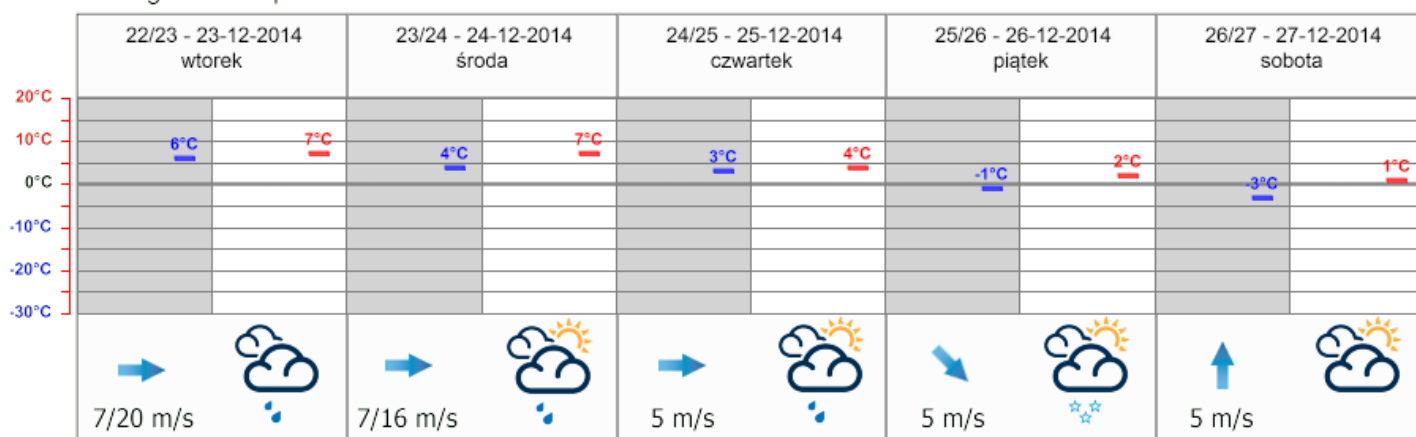 22/23 - 23-12-2014
wtorek
23/24 - 24-12-2014
środa
24/25 - 25-12-2014
czwartek
25/26 - 26-12-2014
piątek
26/27 - 27-12-2014
sobota
20°C
10°C
0°C
-10°C
-20°C
-30°C
6°C
7°C
4°C
7°C
3°C
4°C
-1°C
2°C
-3°C
1°C
7/20 m/s
7/16 m/s
5 m/s
5 m/s
5 m/s